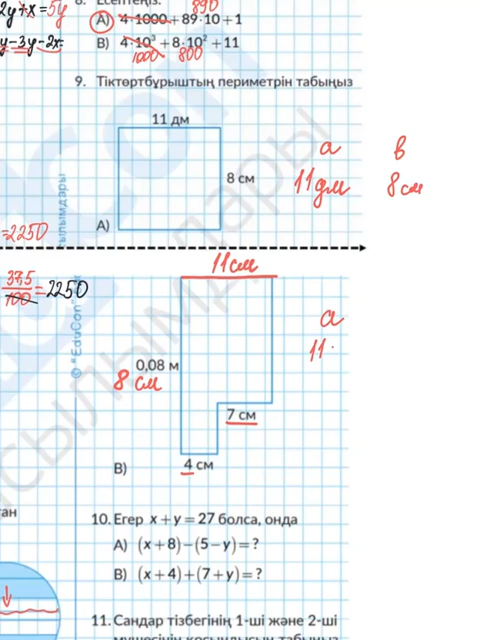 2y+x=5y
y-3y-2x=
8. Есептеңіз. 890
A) 4·1000+89·10+1
B) 4·10³+8·10²+11
1000 800
9. Тіктөртбұрыштың периметрін табыңыз
11 дм
a в
8 см
11дм 8см
A)
=2250
11см
37,5/100=2250
a
11.
0,08 м
8 см
7 см
B)
4 см
© "EduCon"
10. Егер x+y=27 болса, онда
A) (x+8)-(5-y)=?
B) (x+4)+(7+y)=?
11. Сандар тізбегінің 1-ші және 2-ші